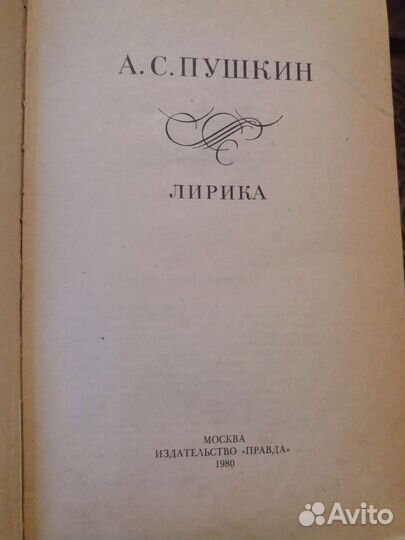 А. С. ПУШКИН
ЛИРИКА
МОСКВА
ИЗДАТЕЛЬСТВО «ПРАВДА»
1980
Avito